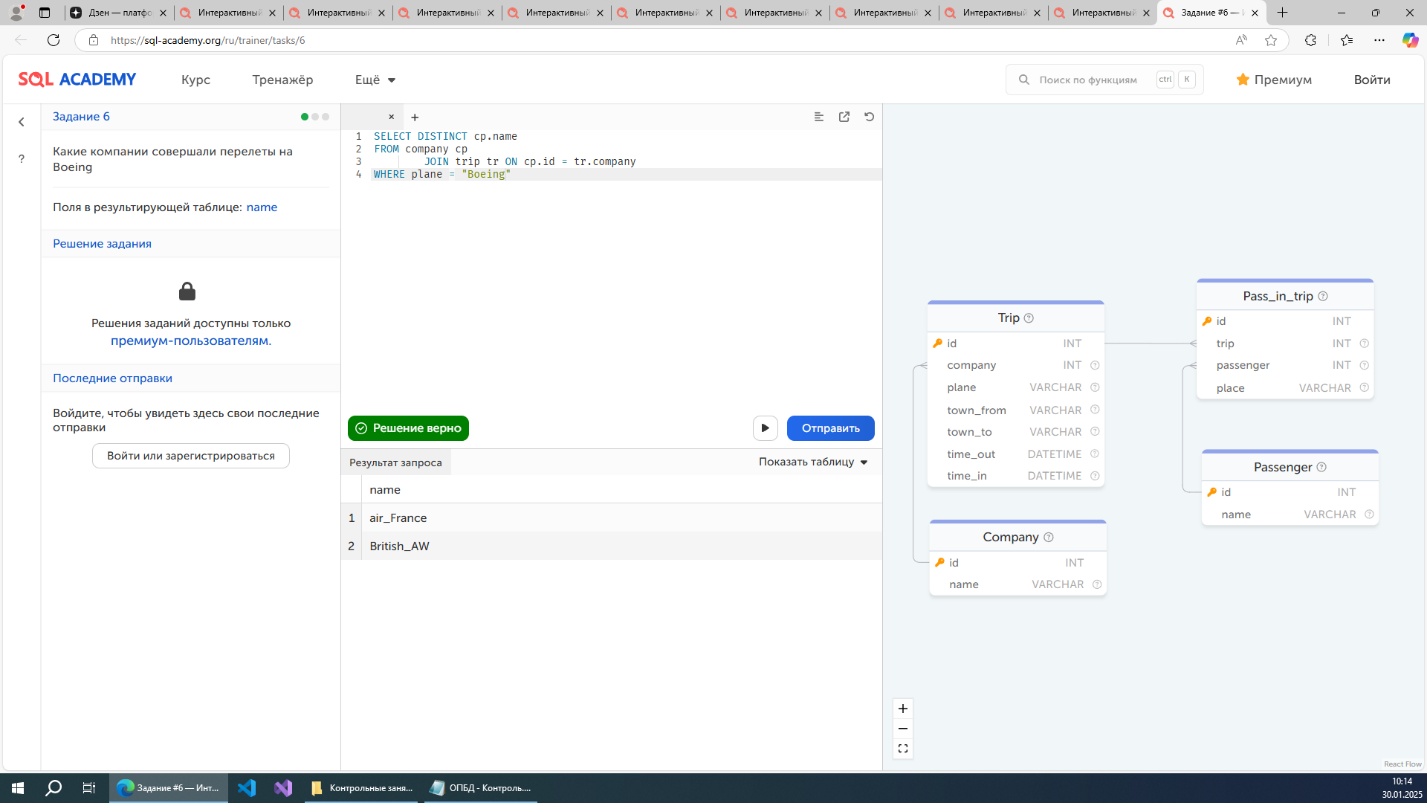 Дзен — платфо
Интерактивный
Интерактивный
Интерактивный
Интерактивный
Интерактивный
Интерактивный
Интерактивный
Интерактивный
Интерактивный
Задание #6 — И
https://sql-academy.org/ru/trainer/tasks/6
SQL ACADEMY
Курс
Тренажёр
Ещё
Поиск по функциям
ctrl
K
Премиум
Войти
Задание 6
Какие компании совершали перелеты на
Boeing
Поля в результирующей таблице: name
Решение задания
Решения заданий доступны только
премиум-пользователям.
Последние отправки
Войдите, чтобы увидеть здесь свои последние
отправки
Войти или зарегистрироваться
1 SELECT DISTINCT cp.name
2 FROM company cp
3 JOIN trip tr ON cp.id = tr.company
4 WHERE plane = "Boeing"
Решение верно
Отправить
Результат запроса
Показать таблицу
name
1 air_France
2 British_AW
Trip
id INT
company INT
plane VARCHAR
town_from VARCHAR
town_to VARCHAR
time_out DATETIME
time_in DATETIME
Company
id INT
name VARCHAR
Pass_in_trip
id INT
trip INT
passenger INT
place VARCHAR
Passenger
id INT
name VARCHAR
React Flow
Задание #6 — Инт...
Контрольные заня...
ОПБД - Контроль....
10:14
30.01.2025